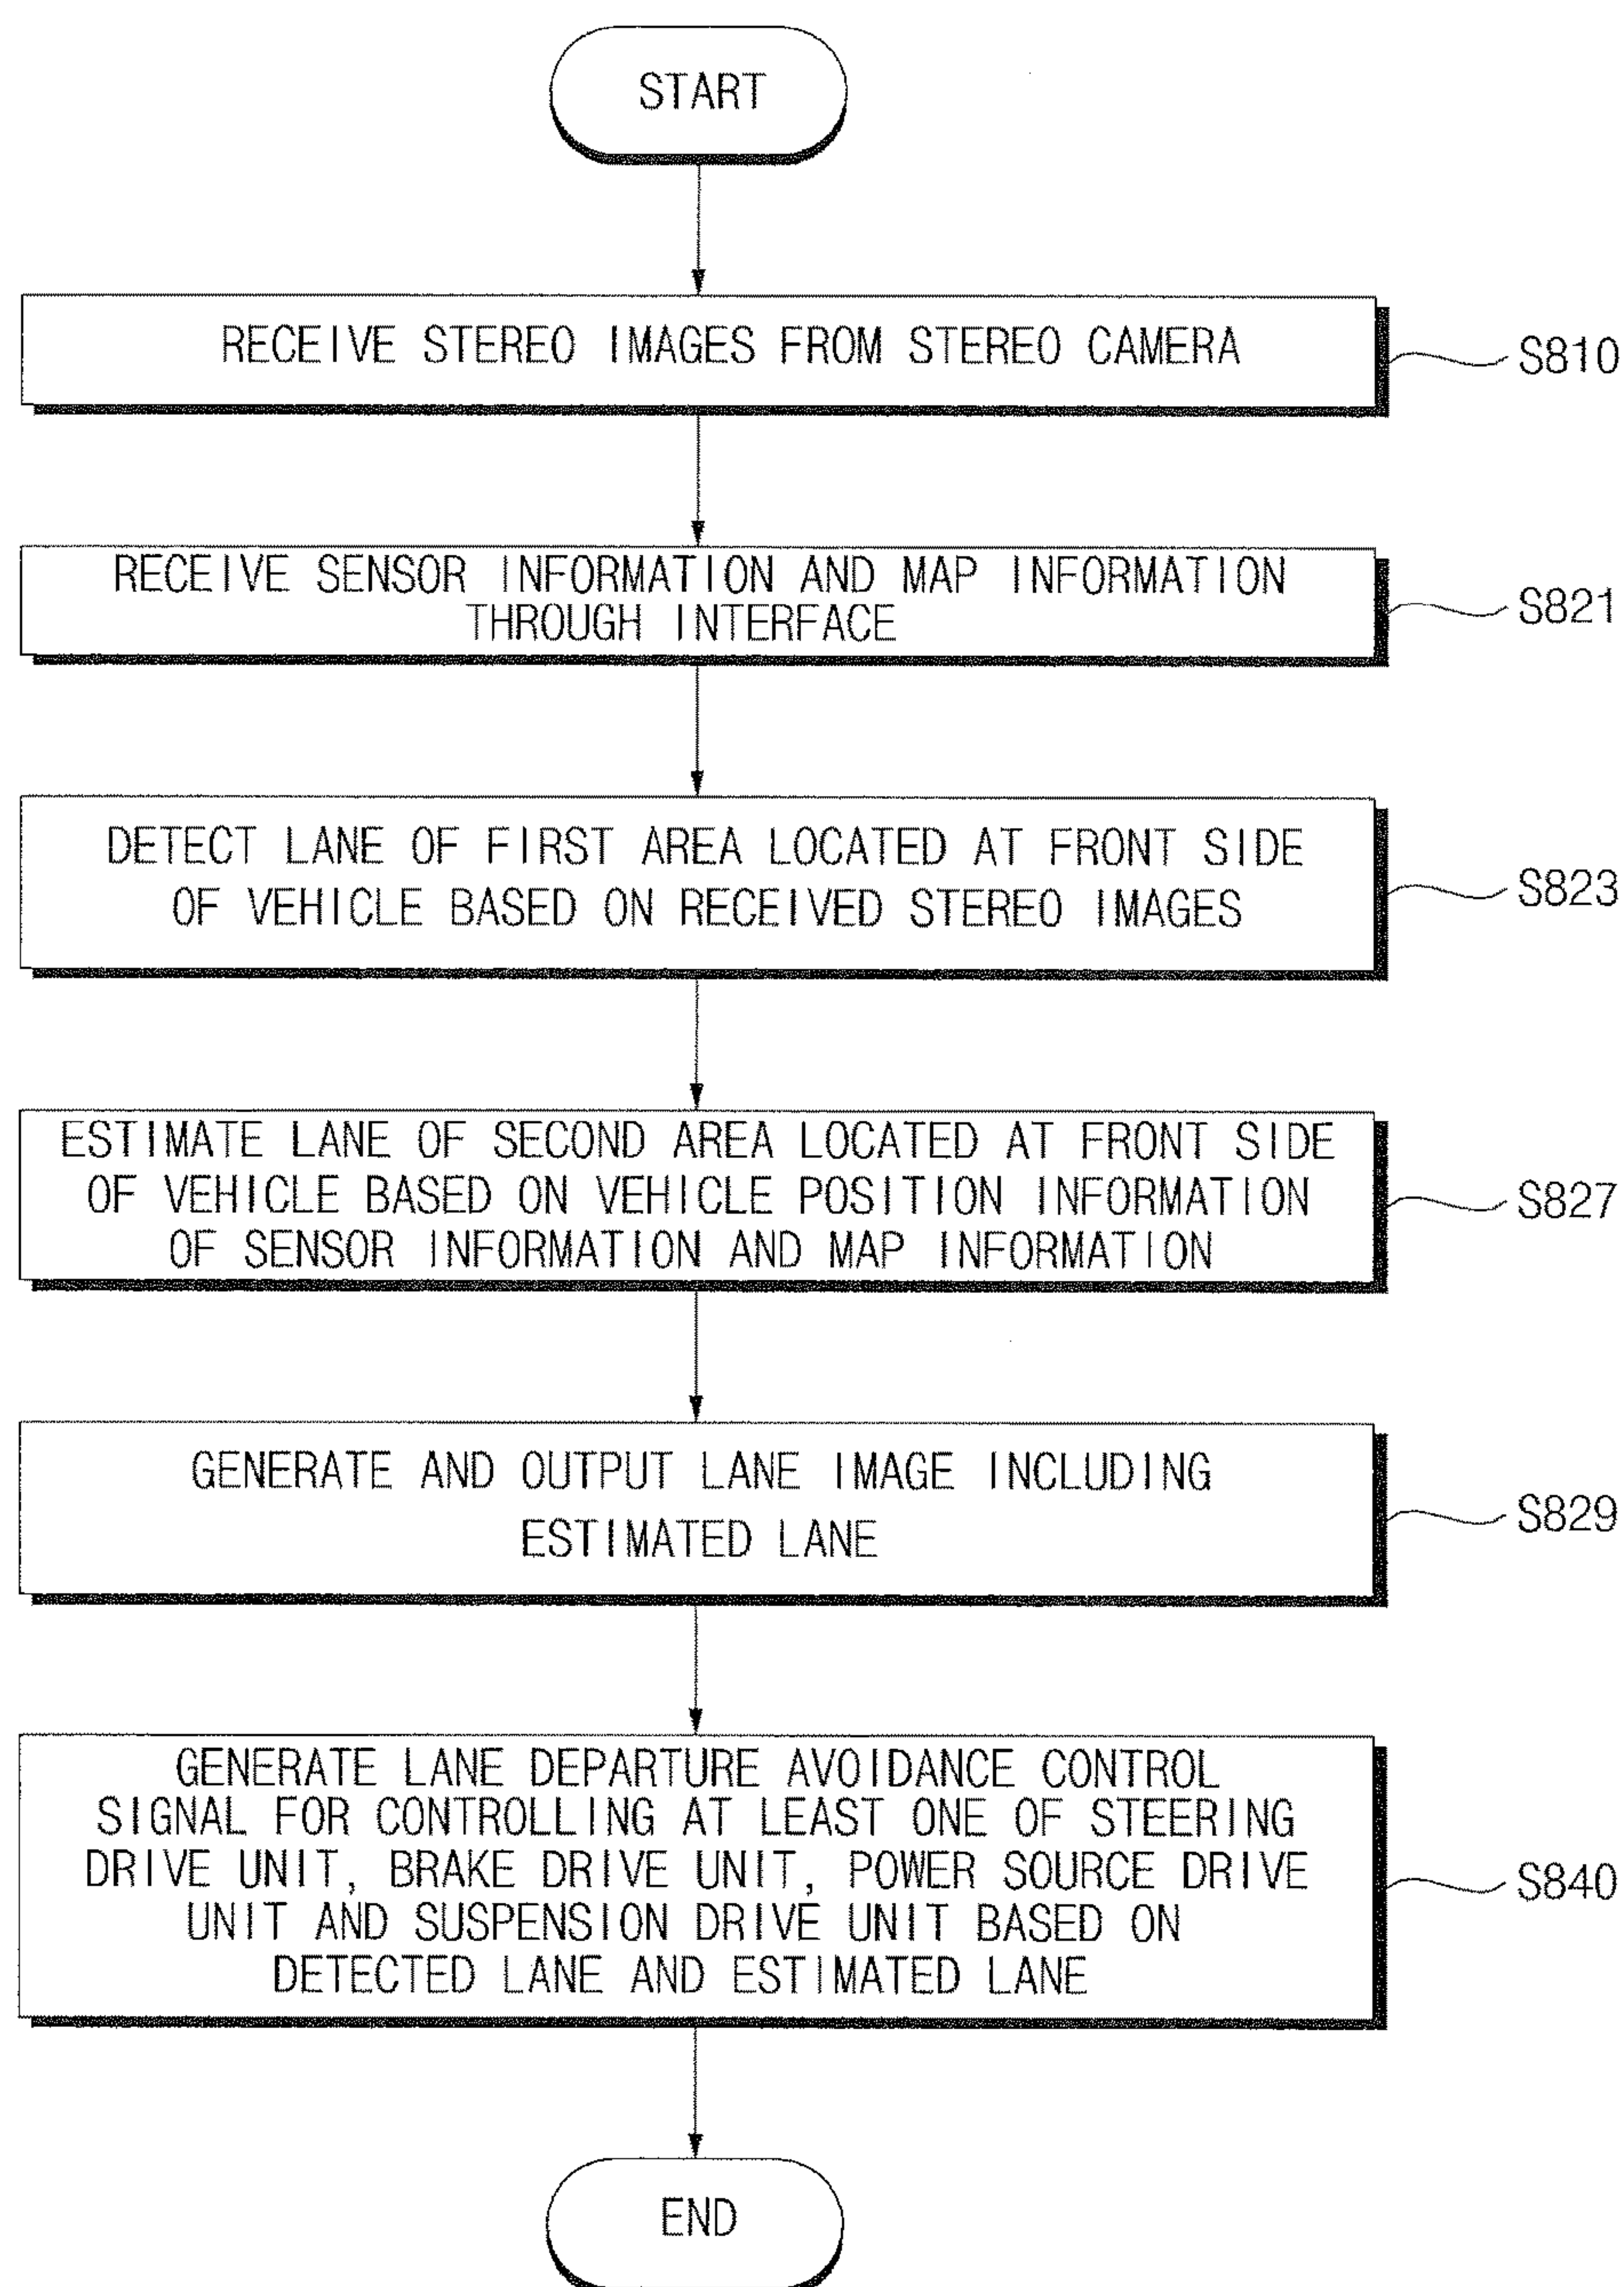 START
RECEIVE STEREO IMAGES FROM STEREO CAMERA
S810
RECEIVE SENSOR INFORMATION AND MAP INFORMATION
THROUGH INTERFACE
S821
DETECT LANE OF FIRST AREA LOCATED AT FRONT SIDE
OF VEHICLE BASED ON RECEIVED STEREO IMAGES
S823
ESTIMATE LANE OF SECOND AREA LOCATED AT FRONT SIDE
OF VEHICLE BASED ON VEHICLE POSITION INFORMATION
OF SENSOR INFORMATION AND MAP INFORMATION
S827
GENERATE AND OUTPUT LANE IMAGE INCLUDING
ESTIMATED LANE
S829
GENERATE LANE DEPARTURE AVOIDANCE CONTROL
SIGNAL FOR CONTROLLING AT LEAST ONE OF STEERING
DRIVE UNIT, BRAKE DRIVE UNIT, POWER SOURCE DRIVE
UNIT AND SUSPENSION DRIVE UNIT BASED ON
DETECTED LANE AND ESTIMATED LANE
S840
END